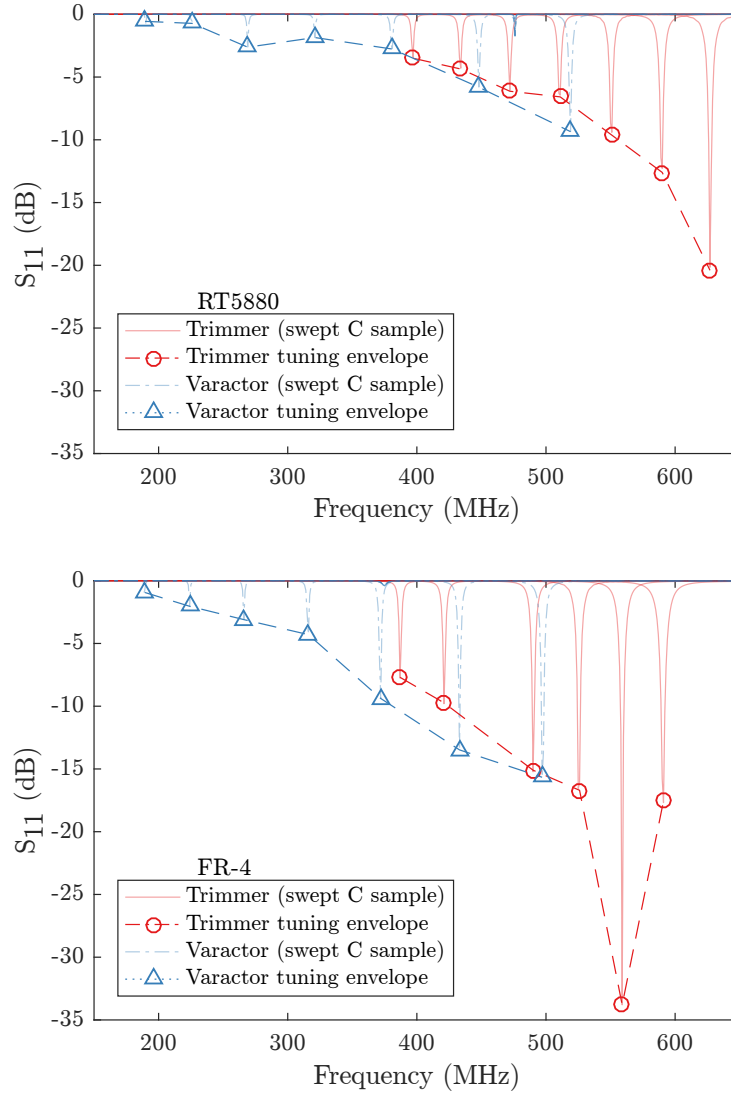 0
-5
-10
-15
-20
-25
-30
-35
S11 (dB)
RT5880
Trimmer (swept C sample)
Trimmer tuning envelope
Varactor (swept C sample)
Varactor tuning envelope
200 300 400 500 600
Frequency (MHz)
0
-5
-10
-15
-20
-25
-30
-35
S11 (dB)
FR-4
Trimmer (swept C sample)
Trimmer tuning envelope
Varactor (swept C sample)
Varactor tuning envelope
200 300 400 500 600
Frequency (MHz)